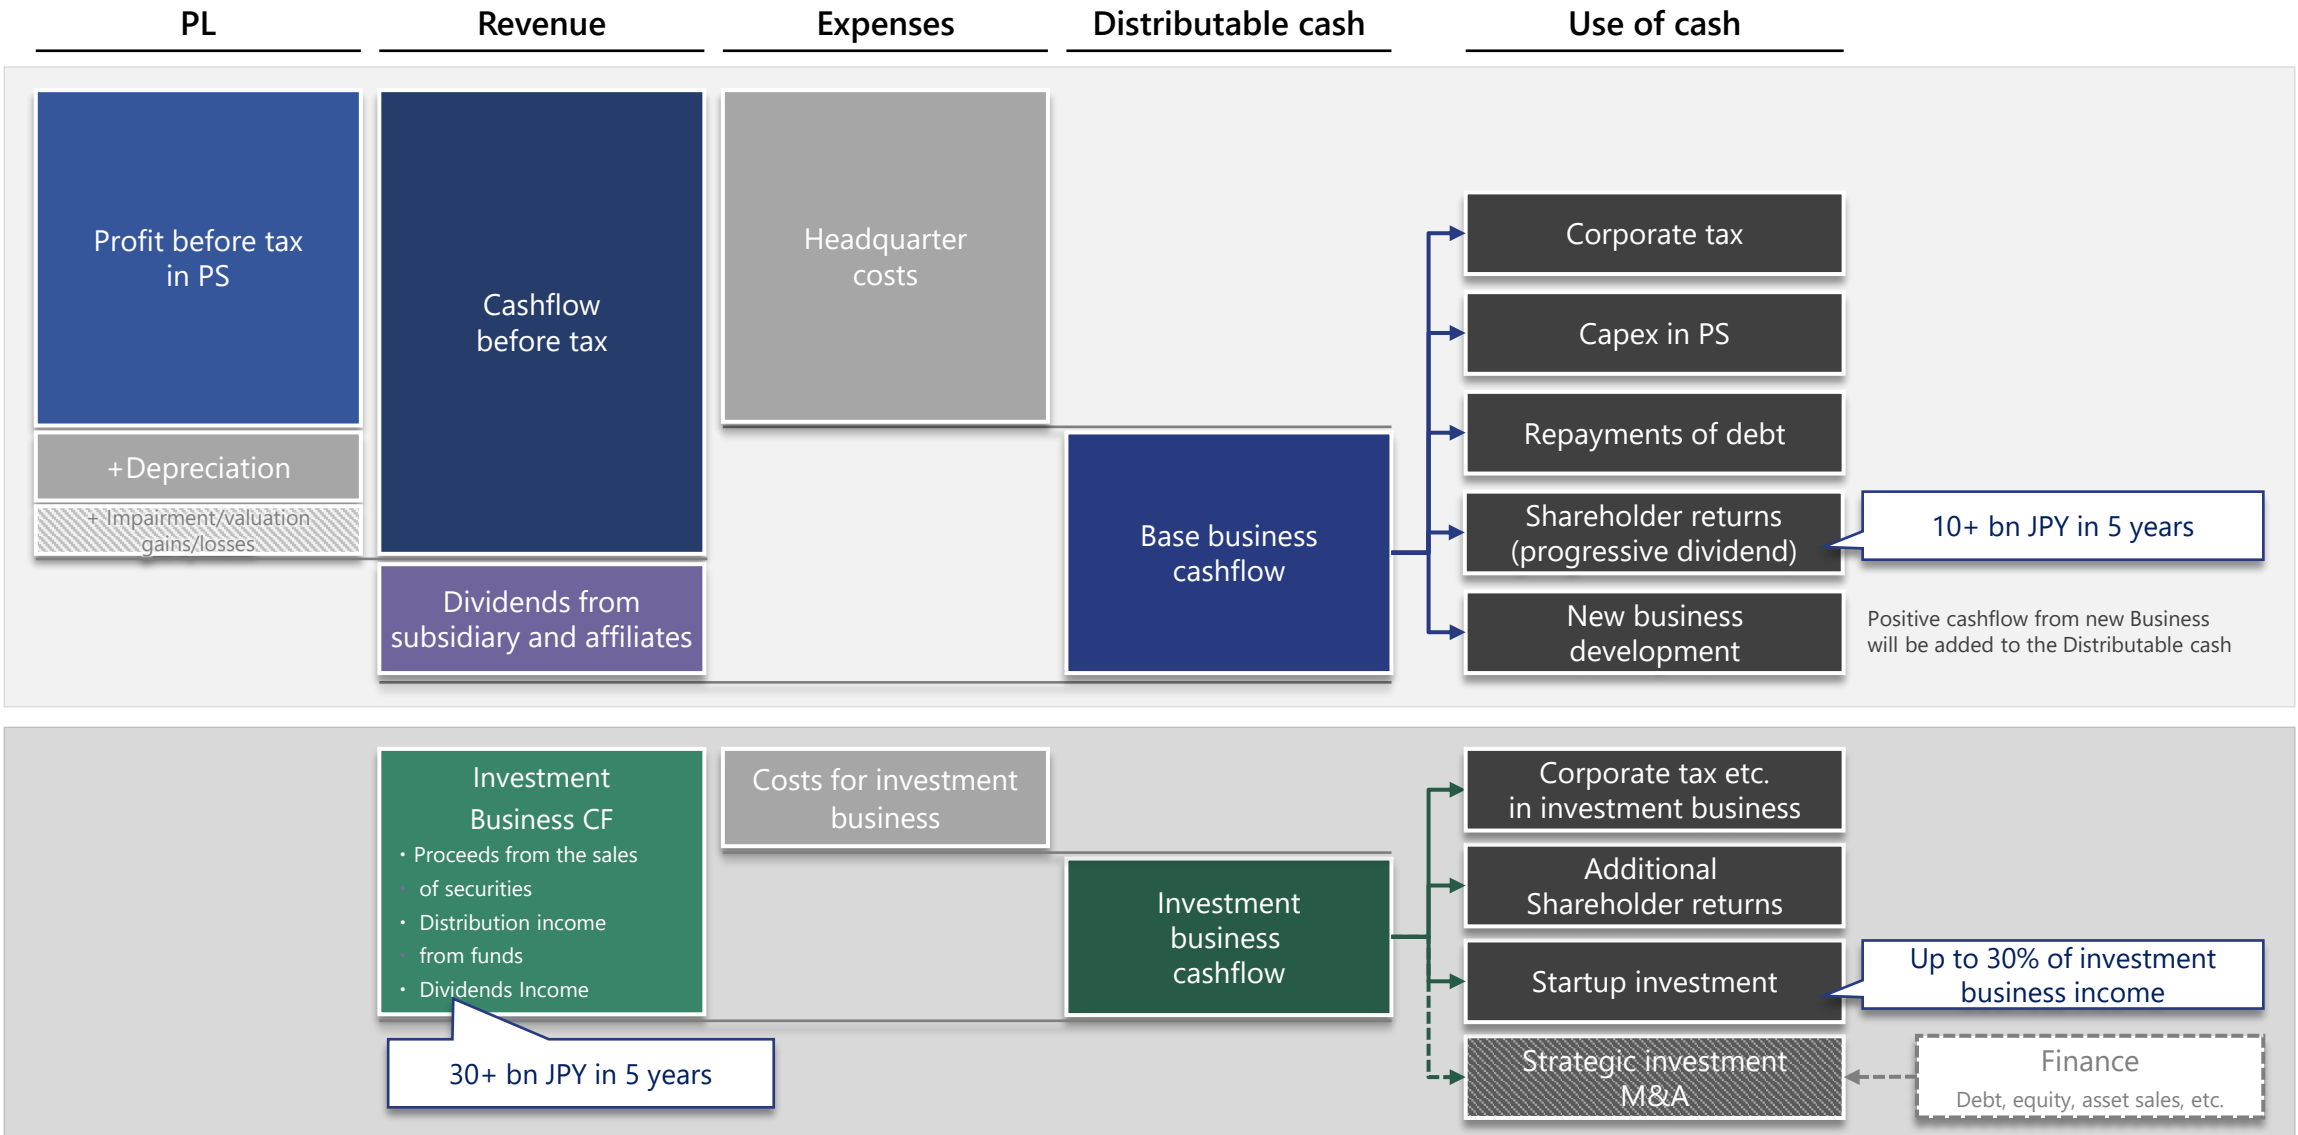 PL
Revenue
Expenses
Distributable cash
Use of cash
Profit before tax
in PS
+Depreciation
+ Impairment/valuation
gains/losses
Cashflow
before tax
Dividends from
subsidiary and affiliates
Headquarter
costs
Base business
cashflow
Corporate tax
Capex in PS
Repayments of debt
Shareholder returns
(progressive dividend)
10+ bn JPY in 5 years
New business
development
Positive cashflow from new Business
will be added to the Distributable cash
Investment
Business CF
・Proceeds from the sales
・ of securities
・ Distribution income
・ from funds
・ Dividends Income
30+ bn JPY in 5 years
Costs for investment
business
Investment
business
cashflow
Corporate tax etc.
in investment business
Additional
Shareholder returns
Startup investment
Up to 30% of investment
business income
Strategic investment
M&A
Finance
Debt, equity, asset sales, etc.